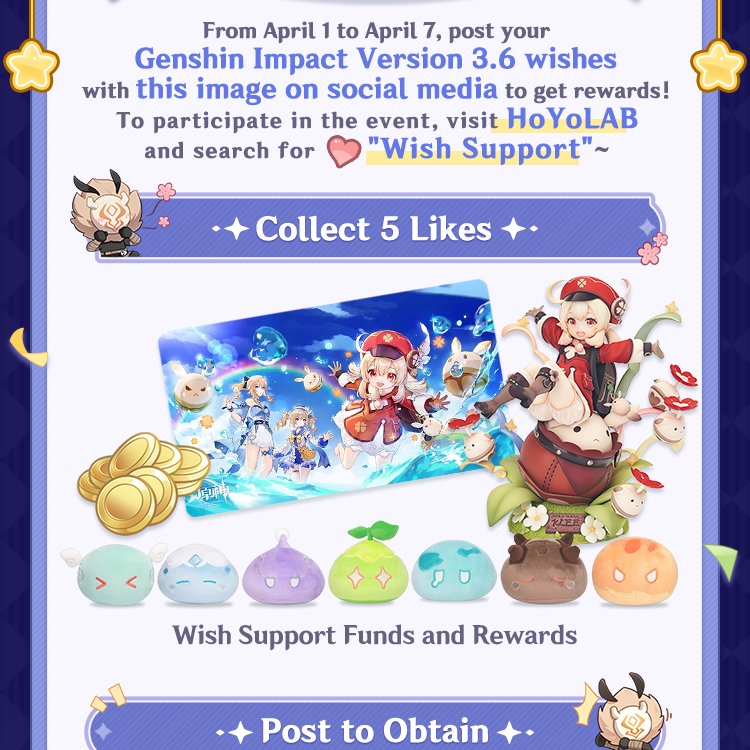 From April 1 to April 7, post your
Genshin Impact Version 3.6 wishes
with this image on social media to get rewards!
To participate in the event, visit HoYoLAB
and search for "Wish Support"~
Collect 5 Likes
原神
Wish Support Funds and Rewards
Post to Obtain